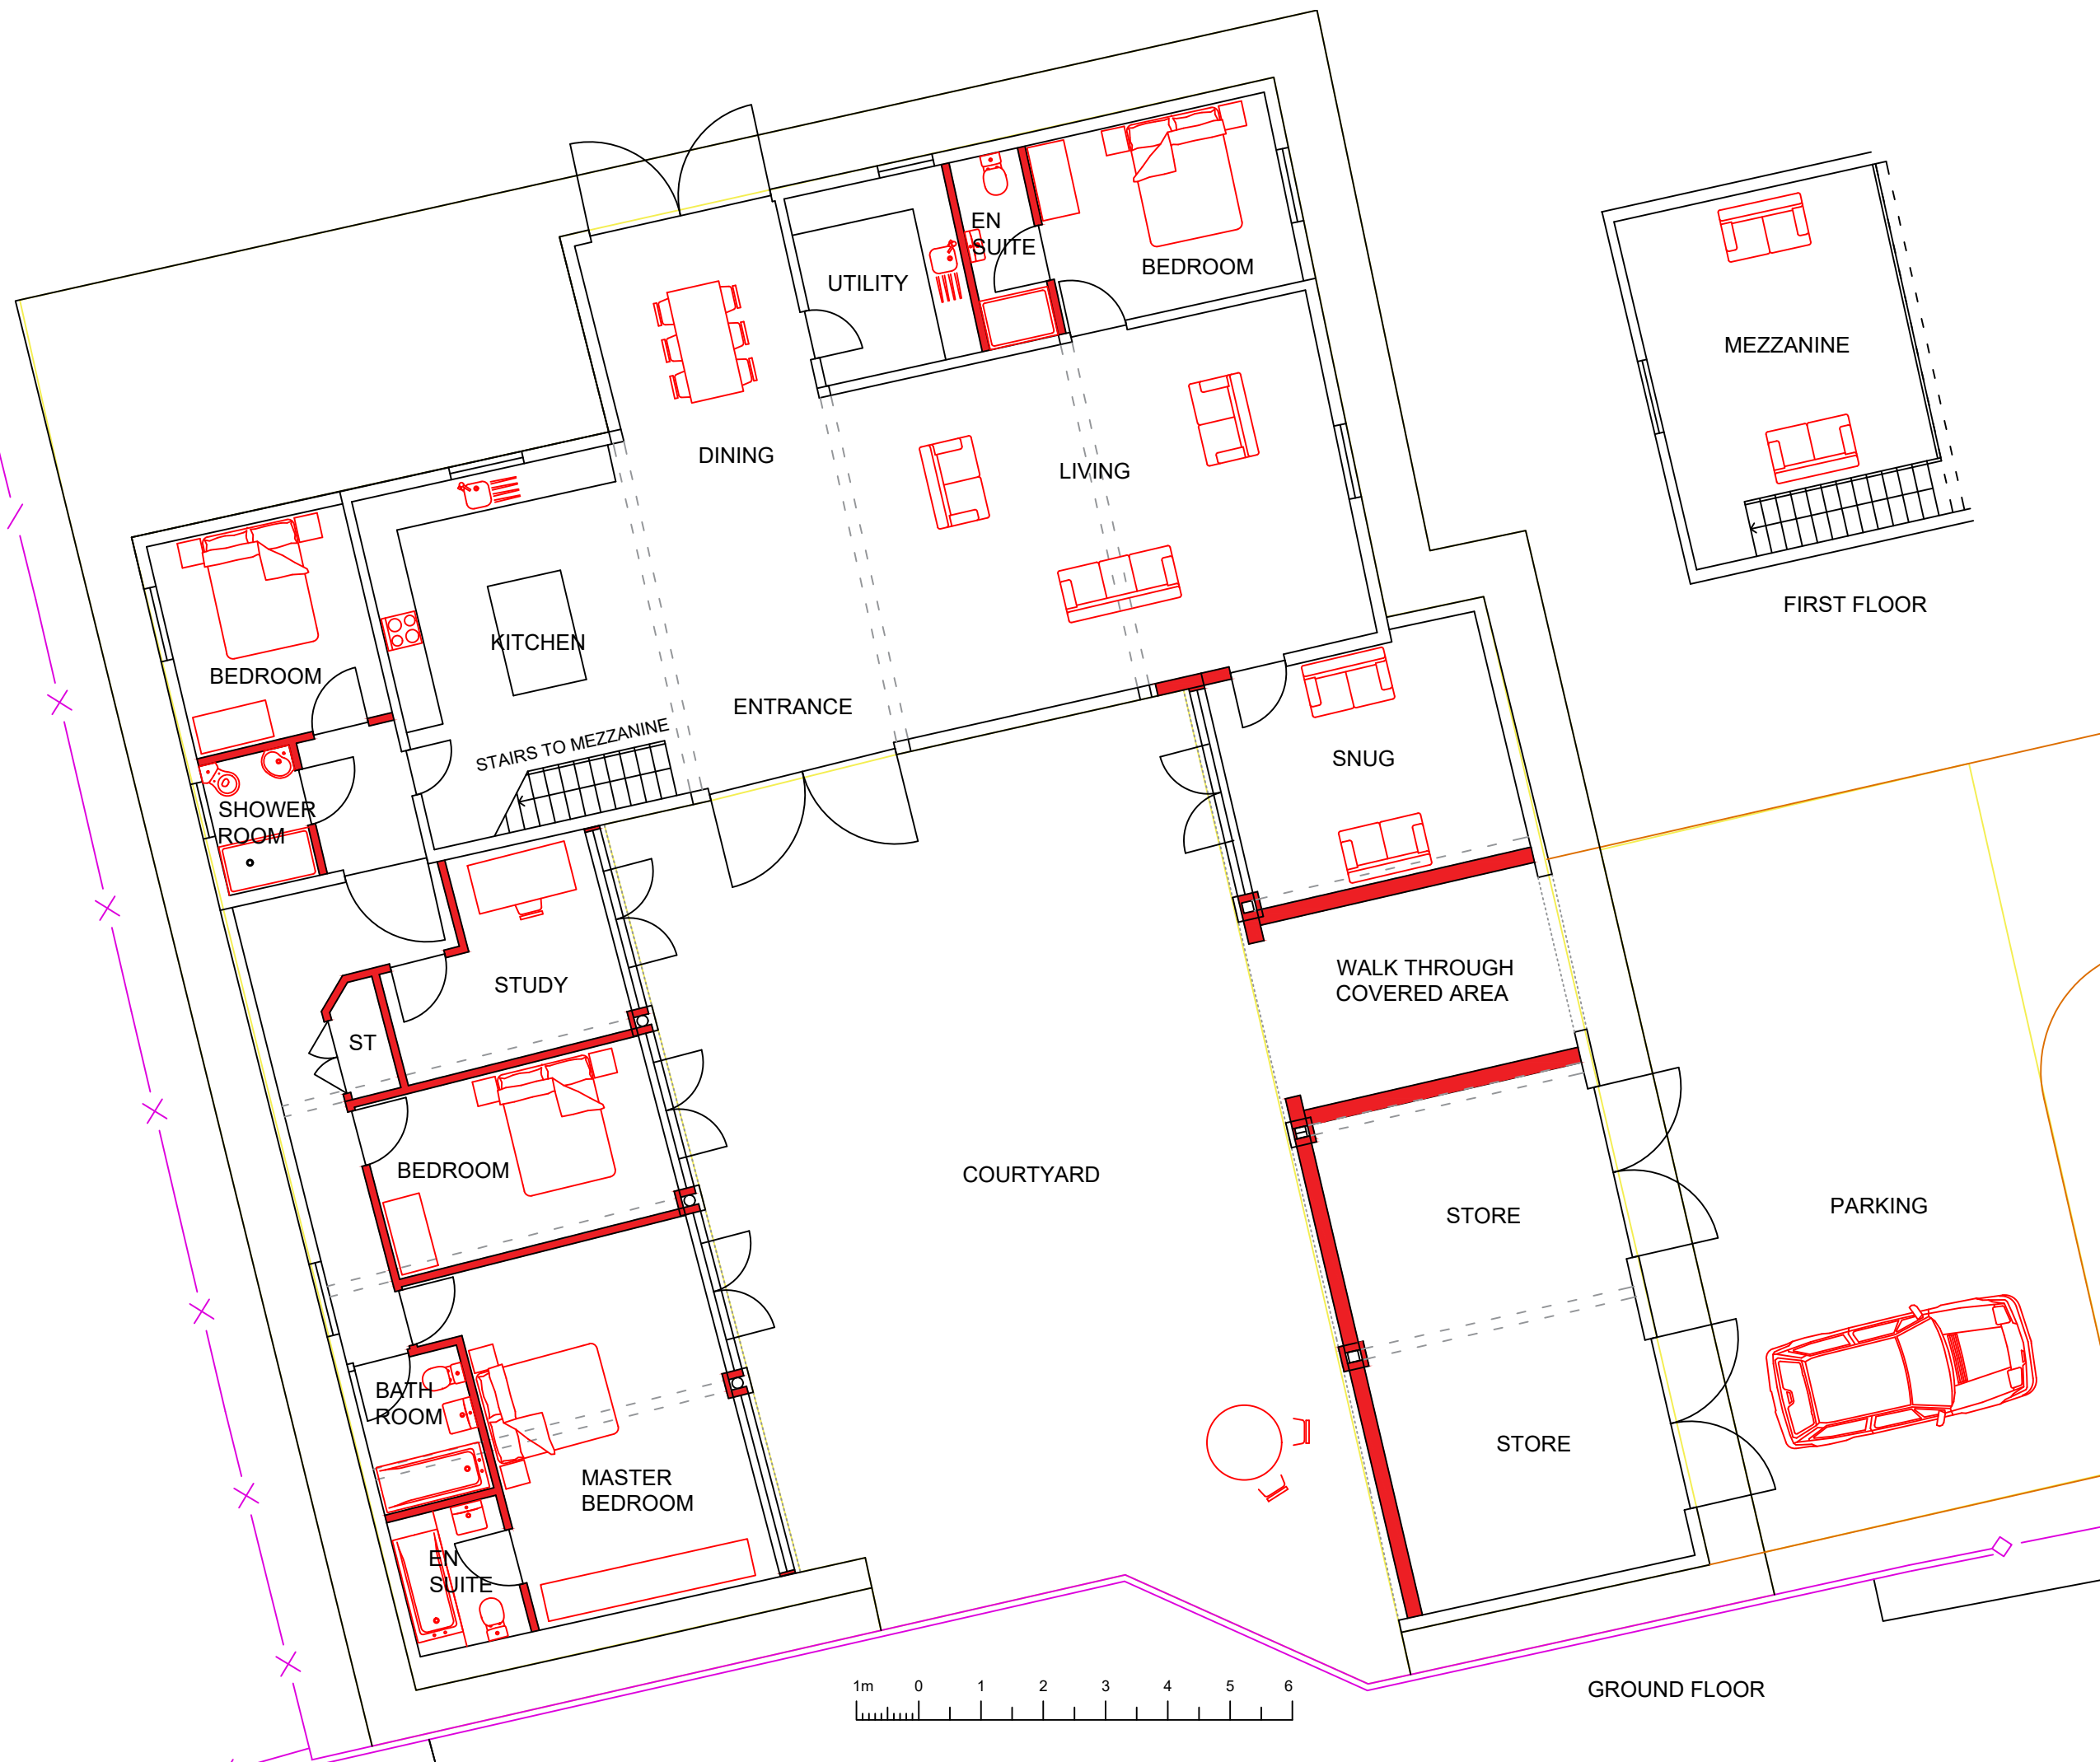 EN
SUITE
BEDROOM
UTILITY
MEZZANINE
DINING
LIVING
FIRST FLOOR
KITCHEN
BEDROOM
ENTRANCE
STAIRS TO MEZZANINE
SNUG
SHOWER
ROOM
WALK THROUGH
COVERED AREA
STUDY
ST
BEDROOM
COURTYARD
STORE
PARKING
BATH
ROOM
STORE
MASTER
BEDROOM
EN
SUITE
1m 0 1 2 3 4 5 6
GROUND FLOOR